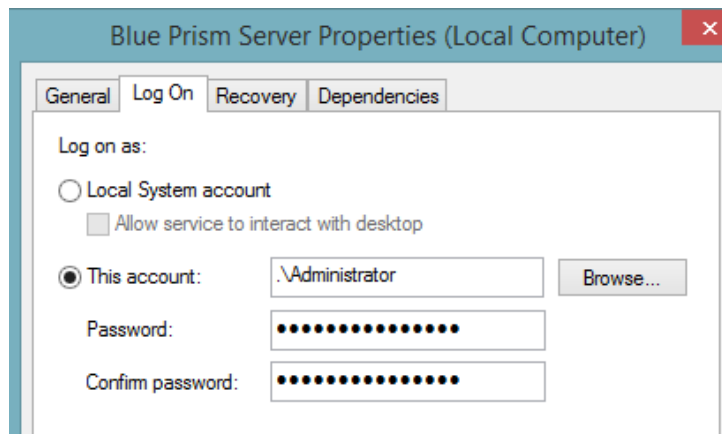 Blue Prism Server Properties (Local Computer)
General Log On Recovery Dependencies
Log on as:
Local System account
Allow service to interact with desktop
This account: .\Administrator Browse...
Password: ●●●●●●●●●●●●●●●
Confirm password: ●●●●●●●●●●●●●●●